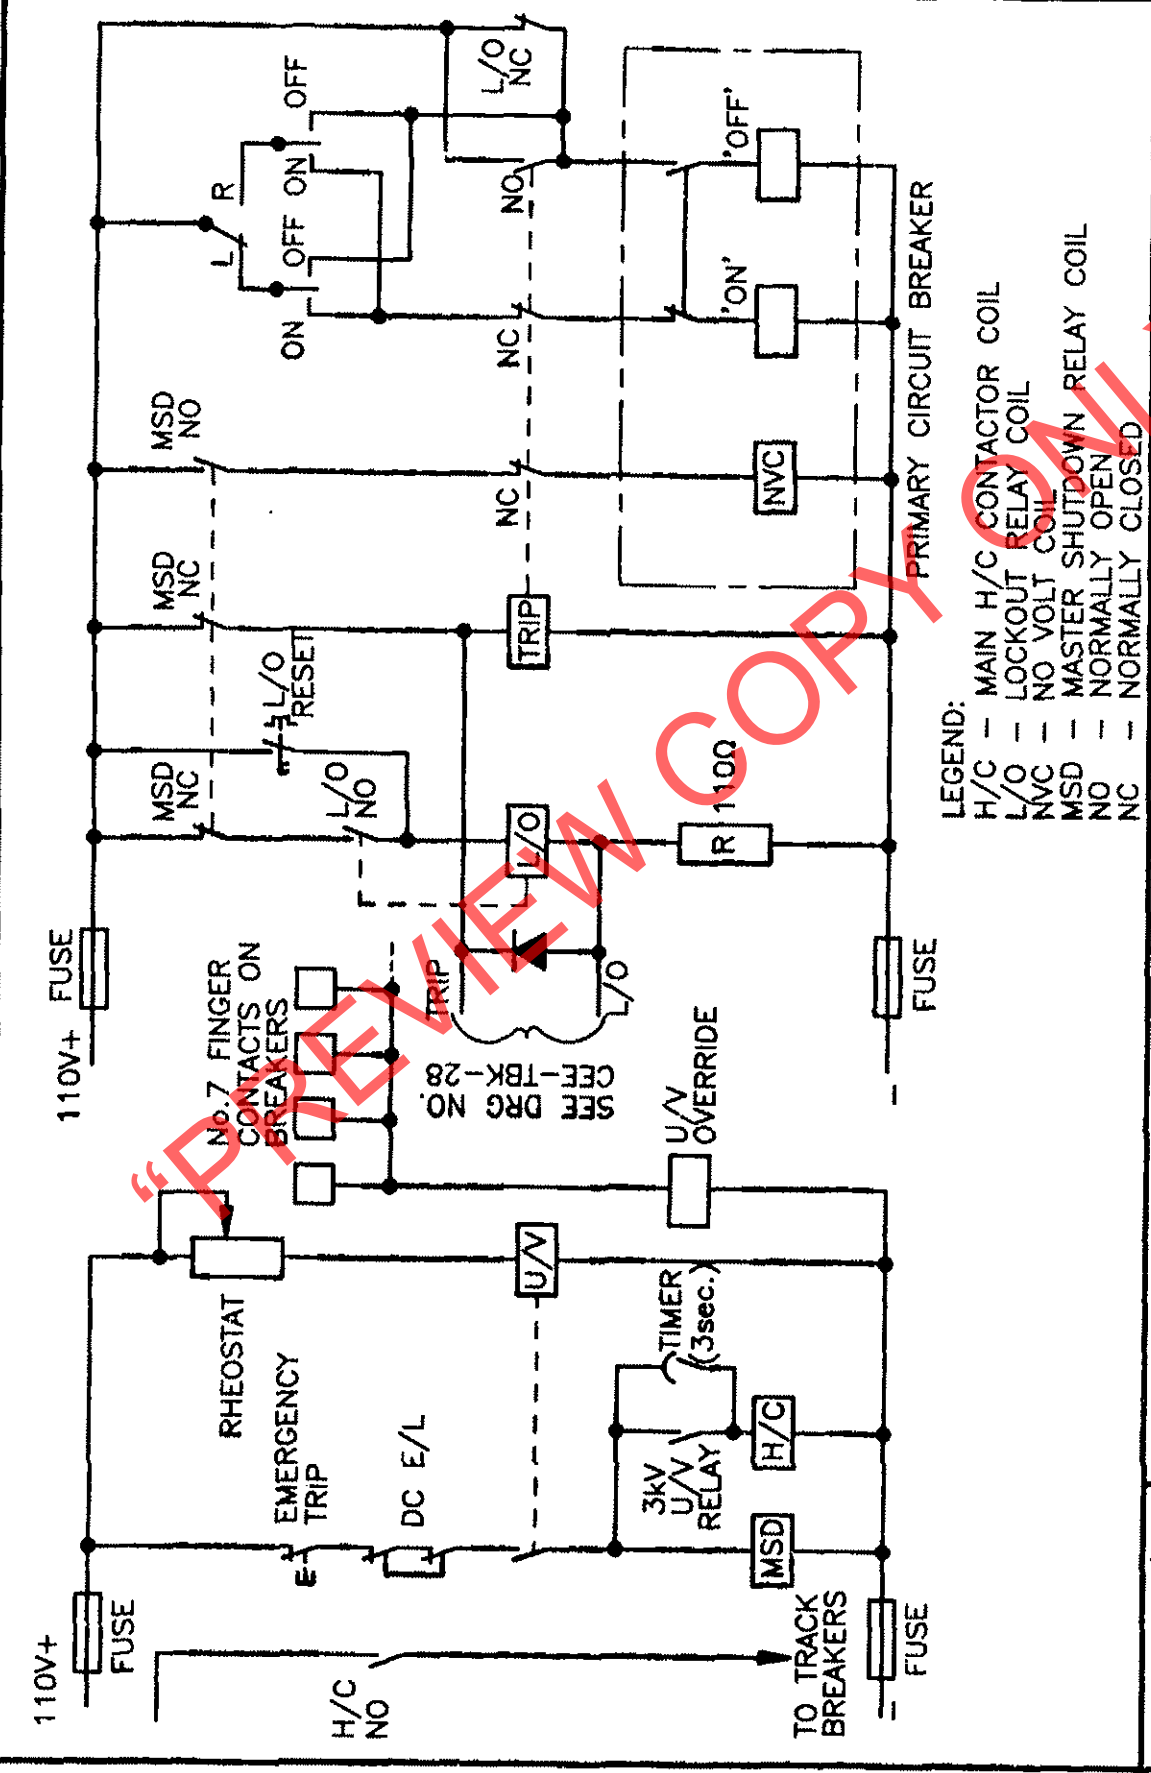 110V+
FUSE
H/C
NO
TO TRACK
BREAKERS
FUSE
–
EMERGENCY
TRIP
DC E/L
RHEOSTAT
U/V
3kV
U/V
RELAY
TIMER
(3sec.)
MSD
H/C
U/V
OVERRIDE
No.7 FINGER
CONTACTS ON
BREAKERS
SEE DRG NO.
CEE-TBK-28
TRIP
L/O
110V+
FUSE
MSD
NC
L/O
NO
L/O
RESET
MSD
NC
MSD
NO
L/O
R
110Ω
TRIP
NC
NVC
L
R
ON
OFF
ON
OFF
NC
NO
L/O
NC
'ON'
'OFF'
PRIMARY CIRCUIT BREAKER
FUSE
–
LEGEND:
H/C – MAIN H/C CONTACTOR COIL
L/O – LOCKOUT RELAY COIL
NVC – NO VOLT COIL
MSD – MASTER SHUTDOWN RELAY COIL
NO – NORMALLY OPEN
NC – NORMALLY CLOSED
"PREVIEW COPY